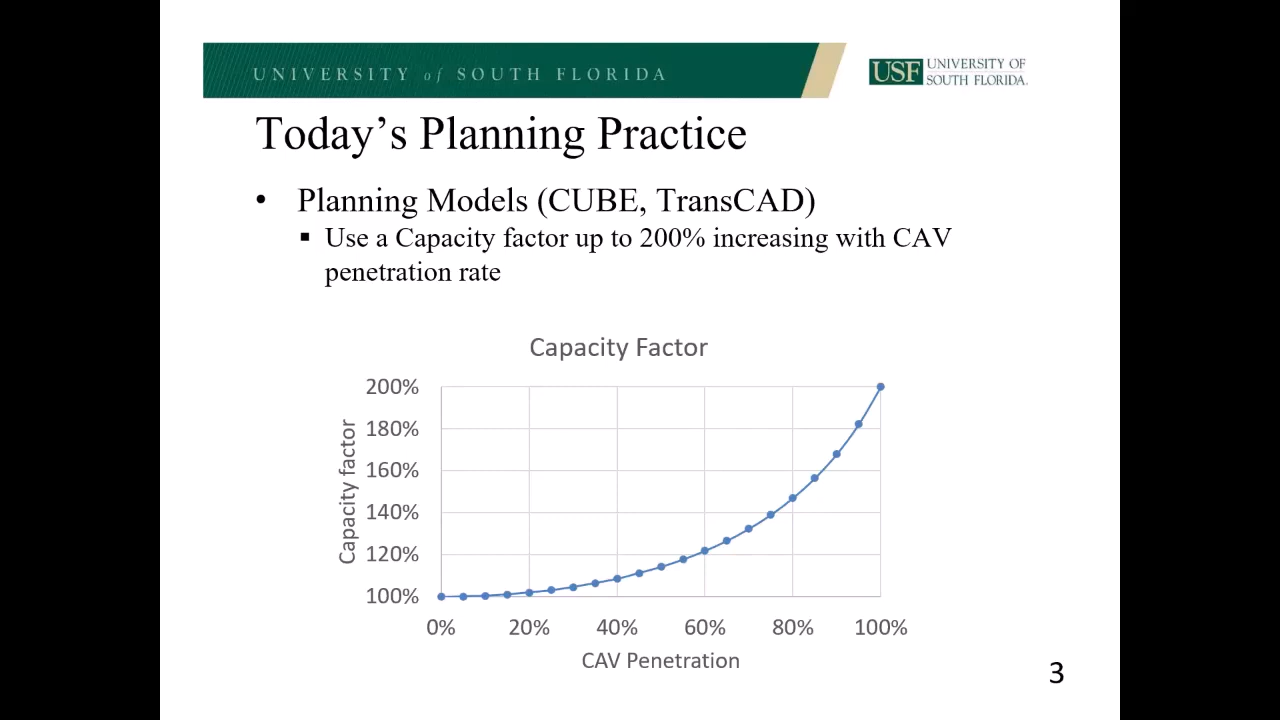 UNIVERSITY of SOUTH FLORIDA
USF UNIVERSITY OF
SOUTH FLORIDA.
Today's Planning Practice
• Planning Models (CUBE, TransCAD)
▪ Use a Capacity factor up to 200% increasing with CAV
penetration rate
Capacity Factor
Capacity factor
200%
180%
160%
140%
120%
100%
0% 20% 40% 60% 80% 100%
CAV Penetration
3